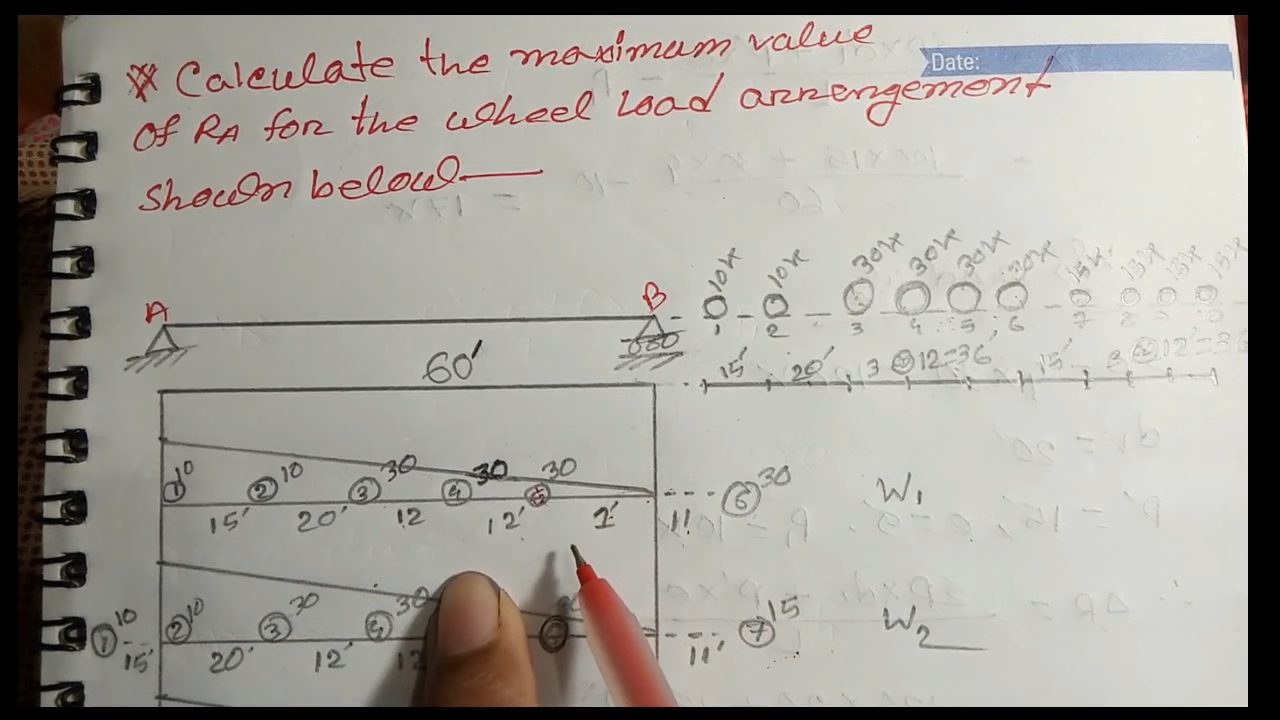 * Calculate the maximum value
Date:
Of RA for the wheel Load arrengement
Shown below—
A
B
10K 10K 30K 30K 30K 30K 15K 15K 15K 15K
1 2 3 4 5 6 7 8
60'
15' 20' 3 @ 12=36' 15' 3 @ 12'=36
1 10 2 10 3 30 4 30 5 30 6 30 W1
15' 20' 12 12' 1' 11'
1 10 2 10 3 30 4 30 30 7 15 W2
15' 20' 12' 12 11'